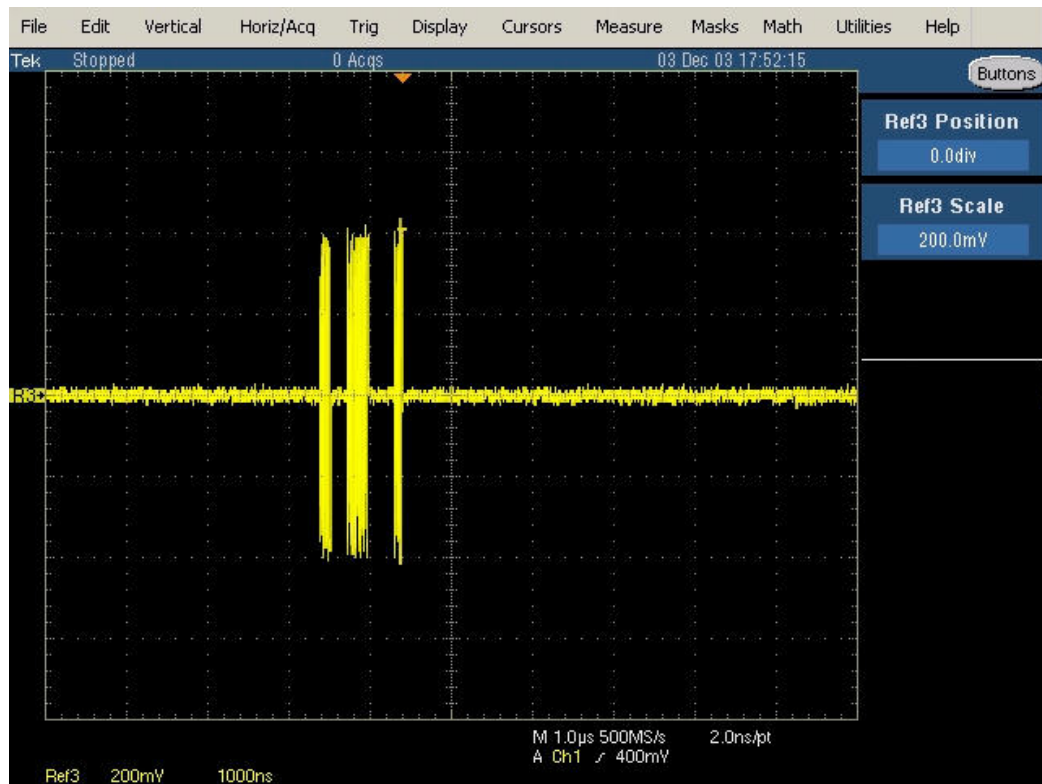 File Edit Vertical Horiz/Acq Trig Display Cursors Measure Masks Math Utilities Help
Tek Stopped 0 Acqs 03 Dec 03 17:52:15
Buttons
Ref3 Position
0.0div
Ref3 Scale
200.0mV
R3
M 1.0µs 500MS/s 2.0ns/pt
A Ch1 400mV
Ref3 200mV 1000ns